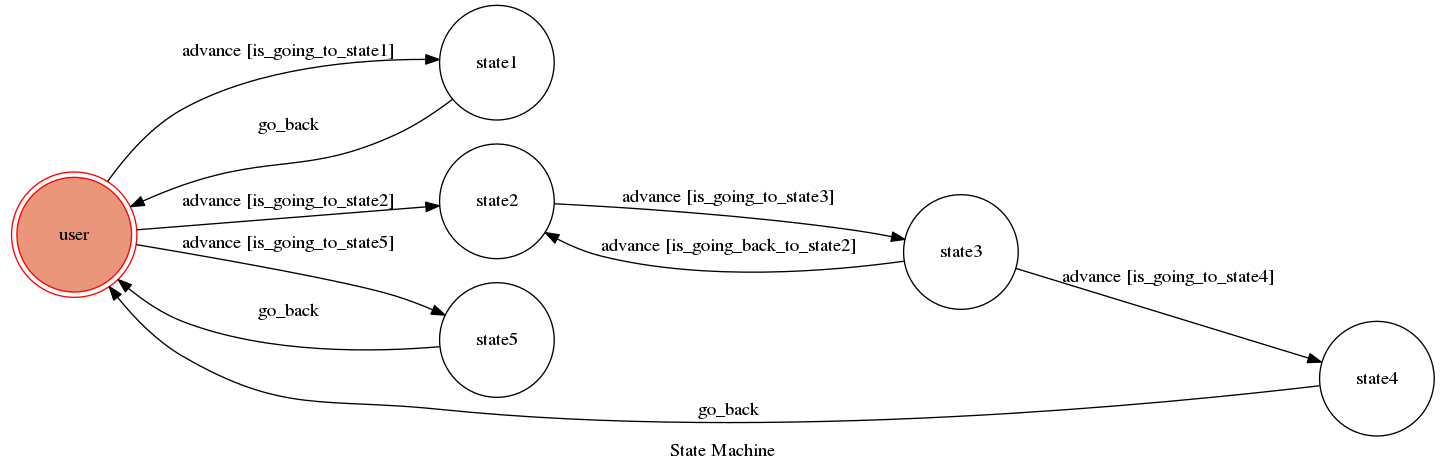 advance [is_going_to_state1]
state1
go_back
advance [is_going_to_state2]
state2
advance [is_going_to_state3]
user
advance [is_going_to_state5]
advance [is_going_back_to_state2]
state3
advance [is_going_to_state4]
go_back
state5
state4
go_back
State Machine